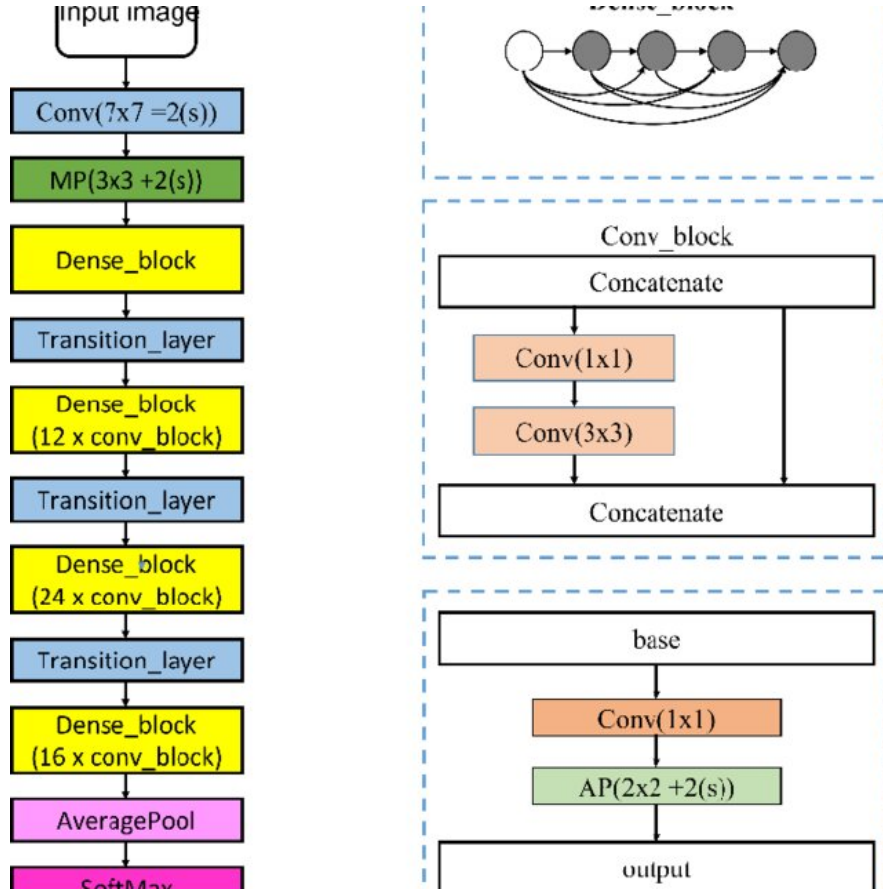 Input image
Conv(7x7 =2(s))
MP(3x3 +2(s))
Dense_block
Transition_layer
Dense_block
(12 x conv_block)
Transition_layer
Dense_block
(24 x conv_block)
Transition_layer
Dense_block
(16 x conv_block)
AveragePool
SoftMax
Dense_block
Conv_block
Concatenate
Conv(1x1)
Conv(3x3)
Concatenate
base
Conv(1x1)
AP(2x2 +2(s))
output